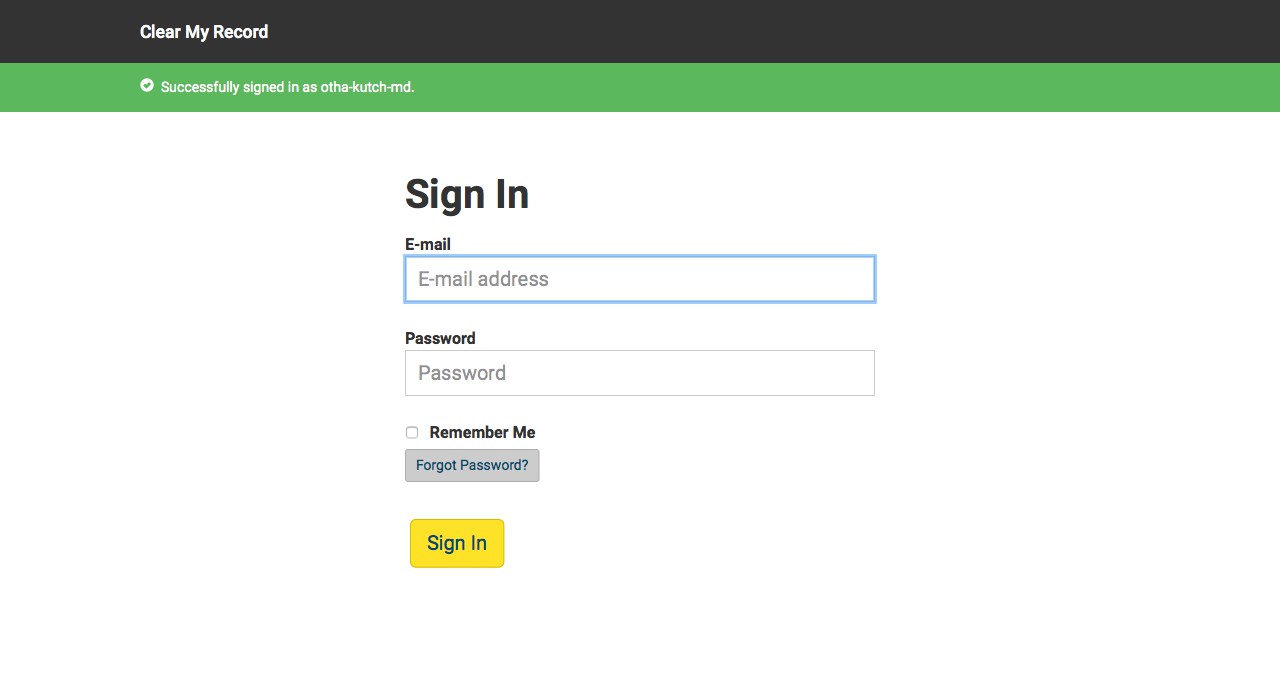 Clear My Record
Successfully signed in as otha-kutch-md.
Sign In
E-mail
E-mail address
Password
Password
Remember Me
Forgot Password?
Sign In